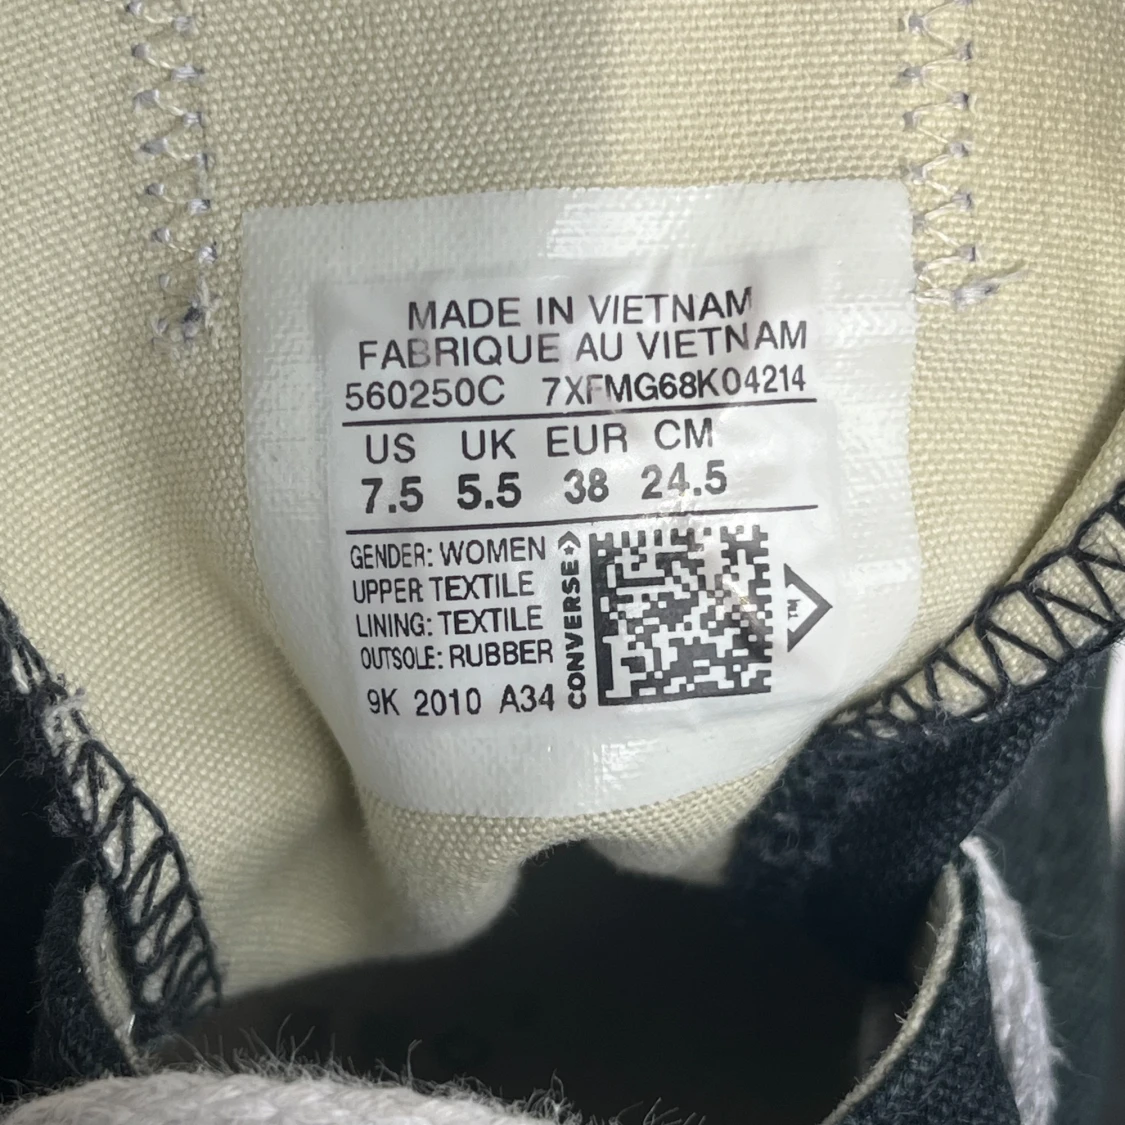 MADE IN VIETNAM
FABRIQUE AU VIETNAM
560250C 7XFMG68K04214
US UK EUR CM
7.5 5.5 38 24.5
GENDER: WOMEN
UPPER TEXTILE
LINING: TEXTILE
OUTSOLE: RUBBER
9K 2010 A34
CONVERSE